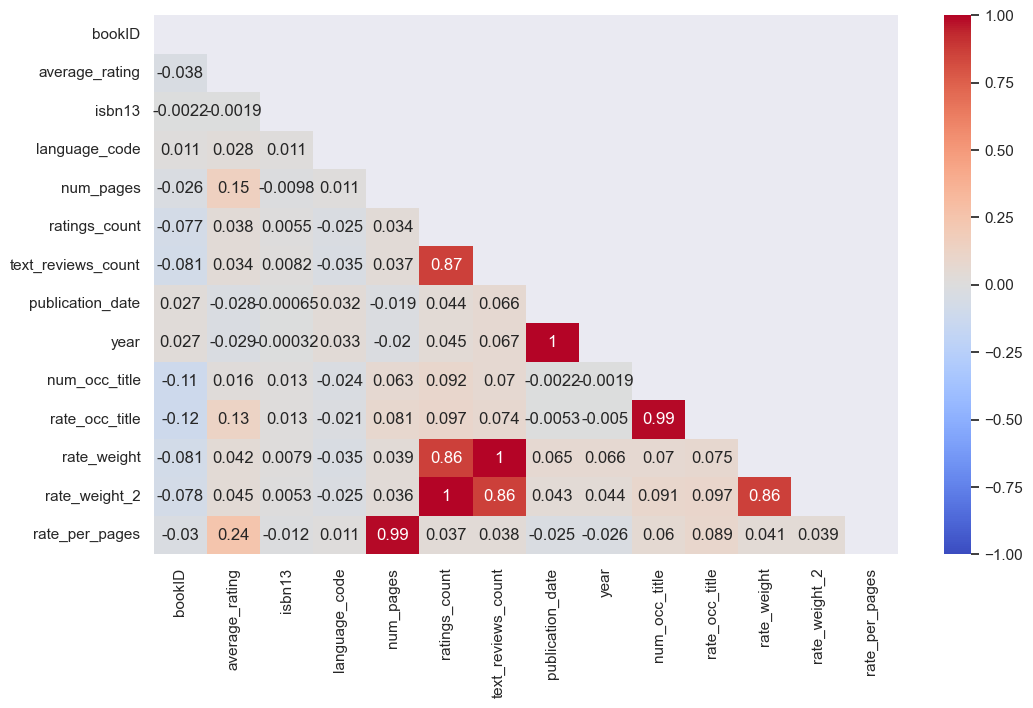 bookID
average_rating -0.038
isbn13 -0.0022 -0.0019
language_code 0.011 0.028 0.011
num_pages -0.026 0.15 -0.0098 0.011
ratings_count -0.077 0.038 0.0055 -0.025 0.034
text_reviews_count -0.081 0.034 0.0082 -0.035 0.037 0.87
publication_date 0.027 -0.028 -0.00065 0.032 -0.019 0.044 0.066
year 0.027 -0.029 -0.00032 0.033 -0.02 0.045 0.067 1
num_occ_title -0.11 0.016 0.013 -0.024 0.063 0.092 0.07 -0.0022 -0.0019
rate_occ_title -0.12 0.13 0.013 -0.021 0.081 0.097 0.074 -0.0053 -0.005 0.99
rate_weight -0.081 0.042 0.0079 -0.035 0.039 0.86 1 0.065 0.066 0.07 0.075
rate_weight_2 -0.078 0.045 0.0053 -0.025 0.036 1 0.86 0.043 0.044 0.091 0.097 0.86
rate_per_pages -0.03 0.24 -0.012 0.011 0.99 0.037 0.038 -0.025 -0.026 0.06 0.089 0.041 0.039
bookID
average_rating
isbn13
language_code
num_pages
ratings_count
text_reviews_count
publication_date
year
num_occ_title
rate_occ_title
rate_weight
rate_weight_2
rate_per_pages
1.00
0.75
0.50
0.25
0.00
−0.25
−0.50
−0.75
−1.00